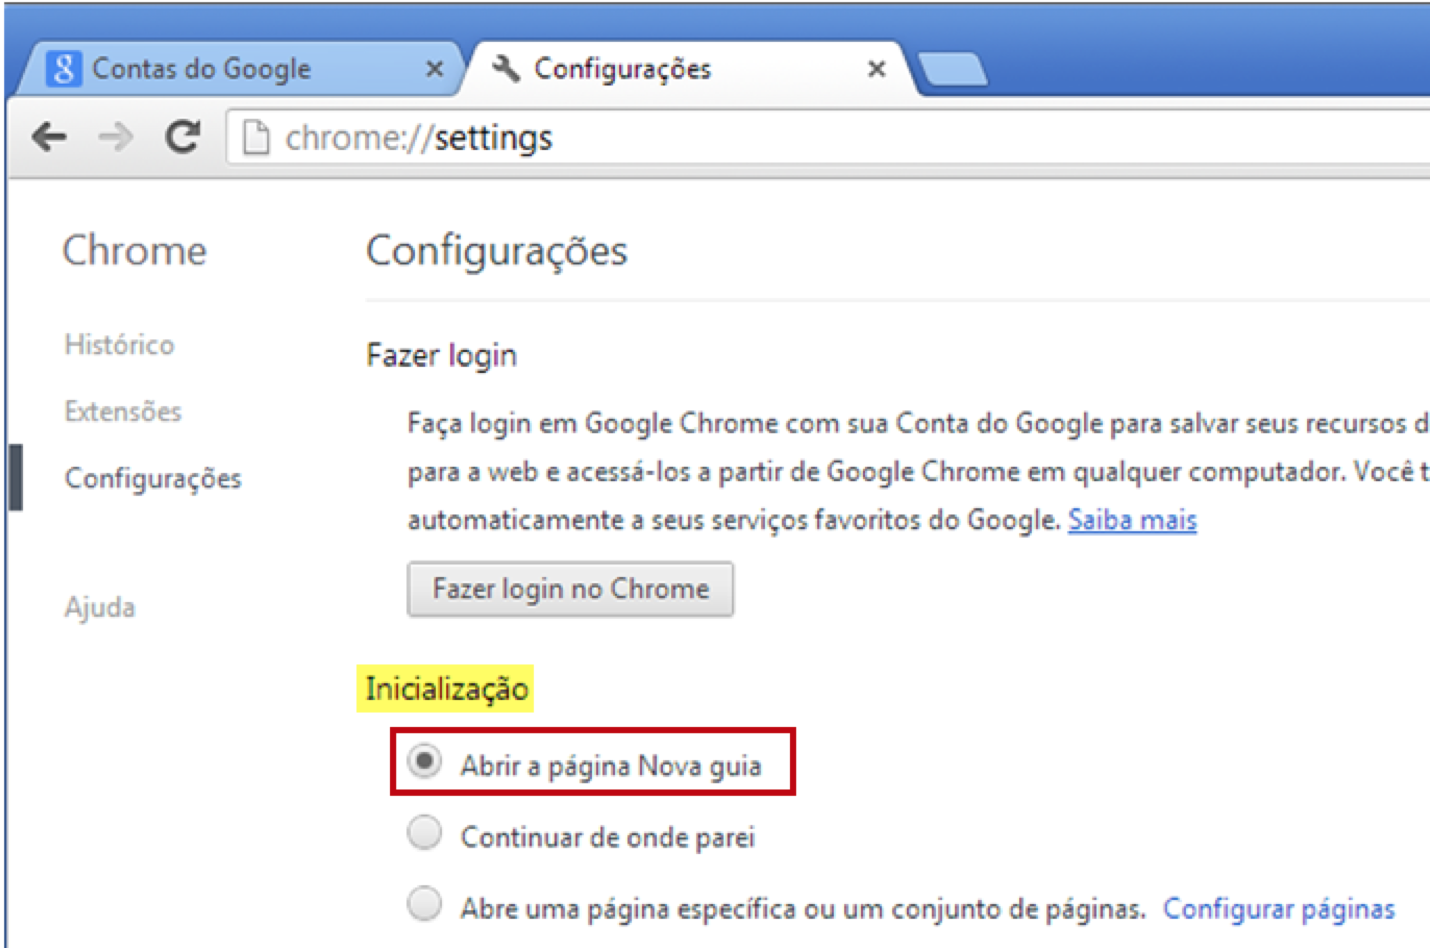 Contas do Google
Configurações
chrome://settings
Chrome
Histórico
Extensões
Configurações
Ajuda
Configurações
Fazer login
Faça login em Google Chrome com sua Conta do Google para salvar seus recursos d
para a web e acessá-los a partir de Google Chrome em qualquer computador. Você t
automaticamente a seus serviços favoritos do Google. Saiba mais
Fazer login no Chrome
Inicialização
Abrir a página Nova guia
Continuar de onde parei
Abre uma página específica ou um conjunto de páginas. Configurar páginas